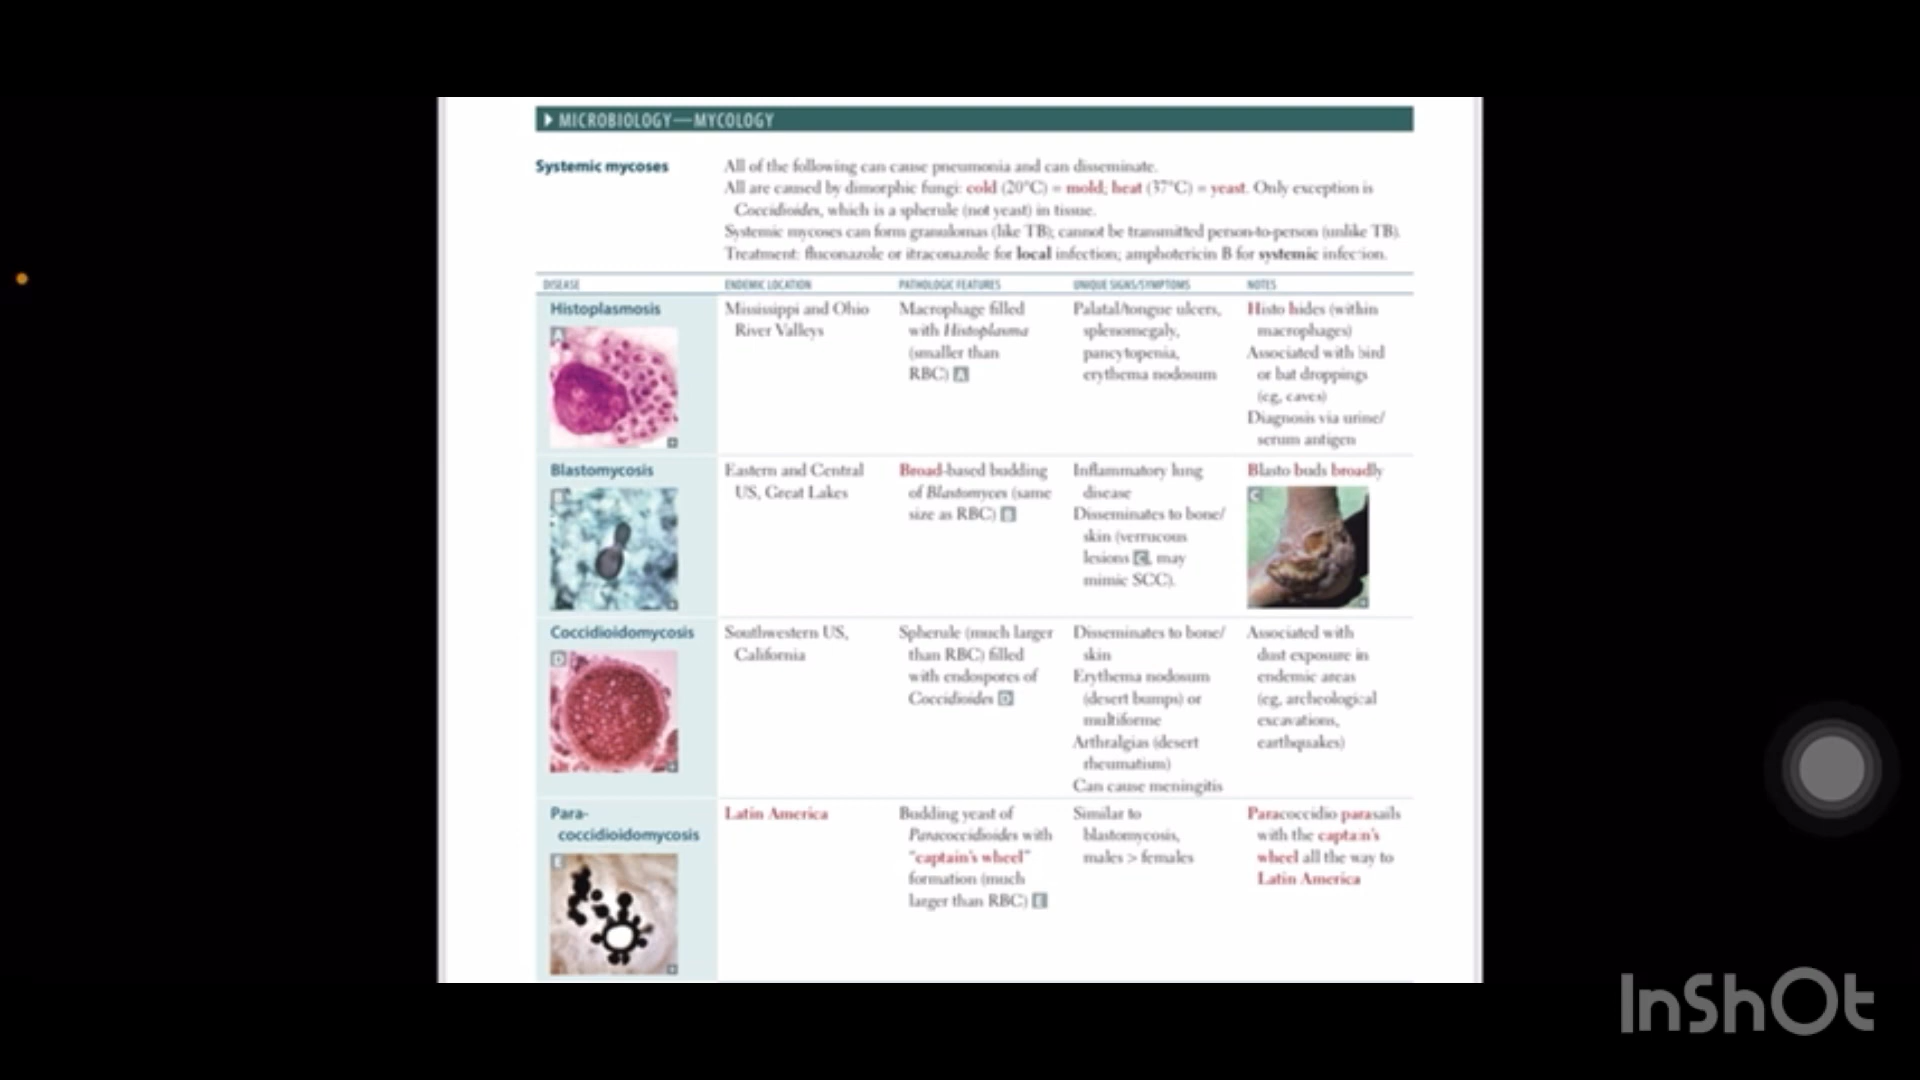 MICROBIOLOGY—MYCOLOGY
Systemic mycoses
All of the following can cause pneumonia and can disseminate.
All are caused by dimorphic fungi: cold (20°C) = mold; heat (37°C) = yeast. Only exception is
Coccidioides, which is a spherule (not yeast) in tissue.
Systemic mycoses can form granulomas (like TB); cannot be transmitted person-to-person (unlike TB).
Treatment: fluconazole or itraconazole for local infection; amphotericin B for systemic infection.
DISEASE ENDEMIC LOCATION PATHOLOGIC FEATURES UNIQUE SIGNS/SYMPTOMS NOTES
Histoplasmosis
A
Mississippi and Ohio
River Valleys
Macrophage filled
with Histoplasma
(smaller than
RBC) A
Palatal/tongue ulcers,
splenomegaly,
pancytopenia,
erythema nodosum
Histo hides (within
macrophages)
Associated with bird
or bat droppings
(eg, caves)
Diagnosis via urine/
serum antigen
Blastomycosis
B
Eastern and Central
US, Great Lakes
Broad-based budding
of Blastomyces (same
size as RBC) B
Inflammatory lung
disease
Disseminates to bone/
skin (verrucous
lesions C, may
mimic SCC).
Blasto buds broadly
C
Coccidioidomycosis
D
Southwestern US,
California
Spherule (much larger
than RBC) filled
with endospores of
Coccidioides D
Disseminates to bone/
skin
Erythema nodosum
(desert bumps) or
multiforme
Arthralgias (desert
rheumatism)
Can cause meningitis
Associated with
dust exposure in
endemic areas
(eg, archeological
excavations,
earthquakes)
Para-
coccidioidomycosis
E
Latin America
Budding yeast of
Paracoccidioides with
"captain's wheel"
formation (much
larger than RBC) E
Similar to
blastomycosis,
males > females
Paracoccidio parasails
with the captain's
wheel all the way to
Latin America
InShOt